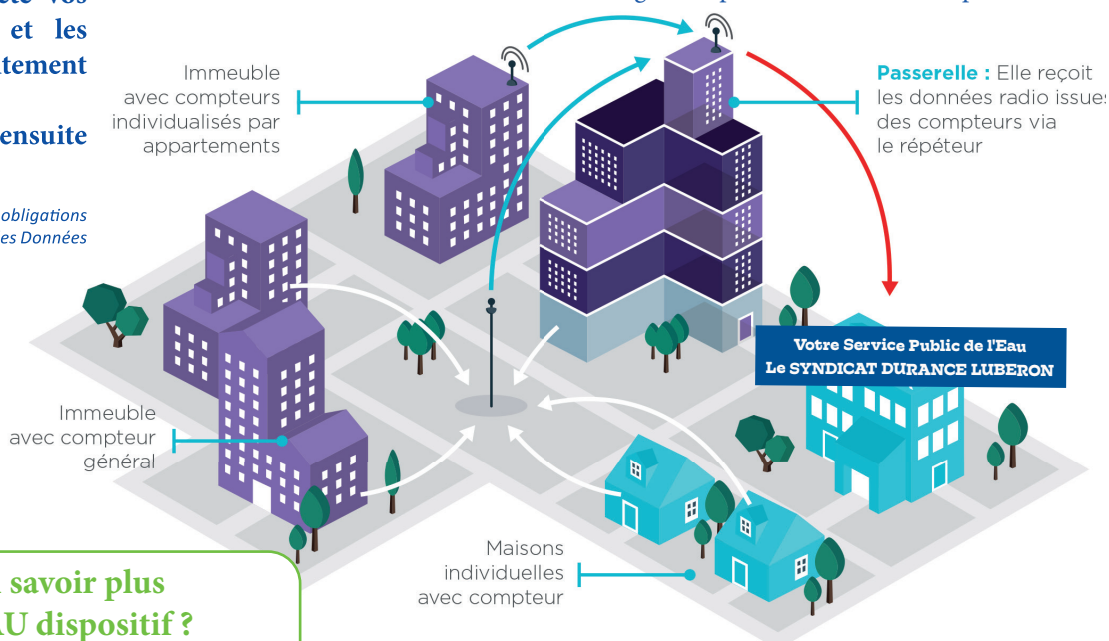 vos
et les
ensuite
obligations
Données
Immeuble
avec compteurs
individualisés par
appartements
Passerelle : Elle reçoit
les données radio issues
des compteurs via
le répéteur
Votre Service Public de l'Eau
Le SYNDICAT DURANCE LUBERON
Immeuble
avec compteur
général
Maisons
individuelles
avec compteur
savoir plus
dispositif ?